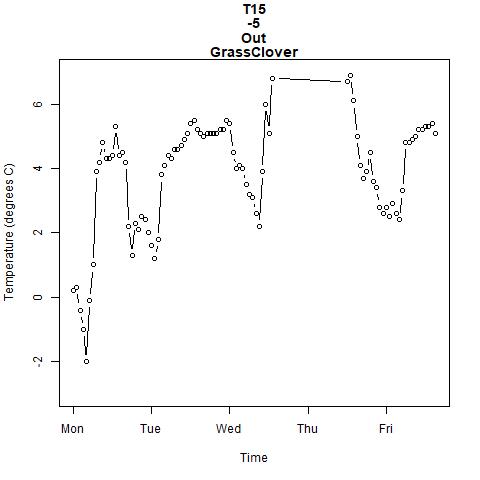 T15
-5
Out
GrassClover
Temperature (degrees C)
6
4
2
0
-2
Mon Tue Wed Thu Fri
Time